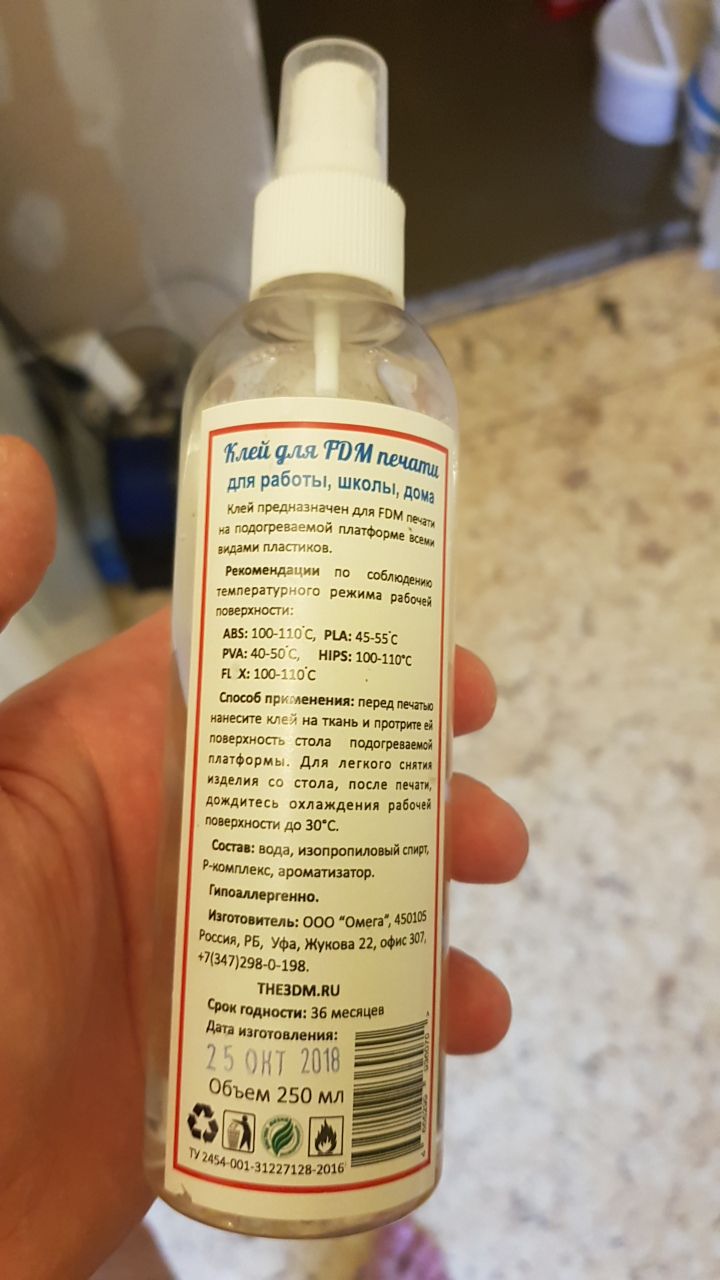 Клей для FDM печати
для работы, школы, дома
Клей предназначен для FDM печати
на подогреваемой платформе всеми
видами пластиков.
Рекомендации по соблюдению
температурного режима рабочей
поверхности:
ABS: 100-110˚C, PLA: 45-55˚C
PVA: 40-50˚C, HIPS: 100-110°C
FL X: 100-110˚C
Способ применения: перед печатью
нанесите клей на ткань и протрите ей
поверхность стола подогреваемой
платформы. Для легкого снятия
изделия со стола, после печати,
дождитесь охлаждения рабочей
поверхности до 30°C.
Состав: вода, изопропиловый спирт,
Р-комплекс, ароматизатор.
Гипоаллергенно.
Изготовитель: ООО "Омега", 450105
Россия, РБ, Уфа, Жукова 22, офис 307,
+7(347)298-0-198.
THE3DM.RU
Срок годности: 36 месяцев
Дата изготовления:
25 ОКТ 2018
Объем 250 мл
ТУ 2454-001-31227128-2016